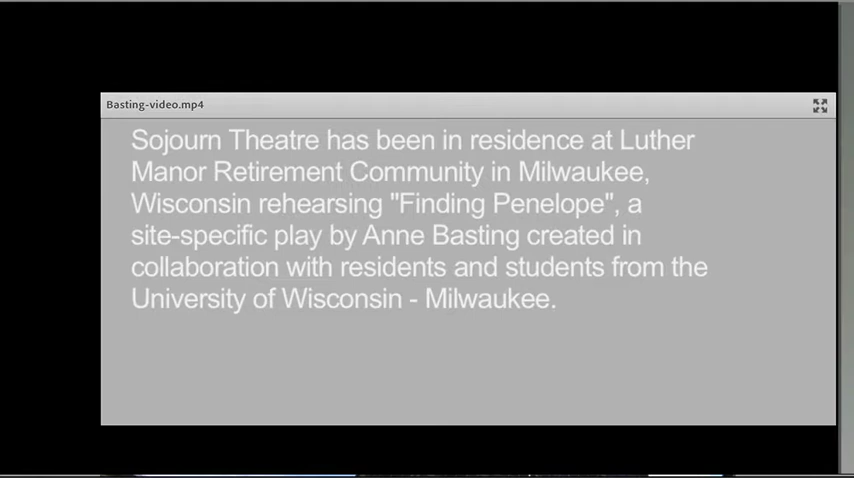 Basting-video.mp4
Sojourn Theatre has been in residence at Luther
Manor Retirement Community in Milwaukee,
Wisconsin rehearsing "Finding Penelope", a
site-specific play by Anne Basting created in
collaboration with residents and students from the
University of Wisconsin - Milwaukee.